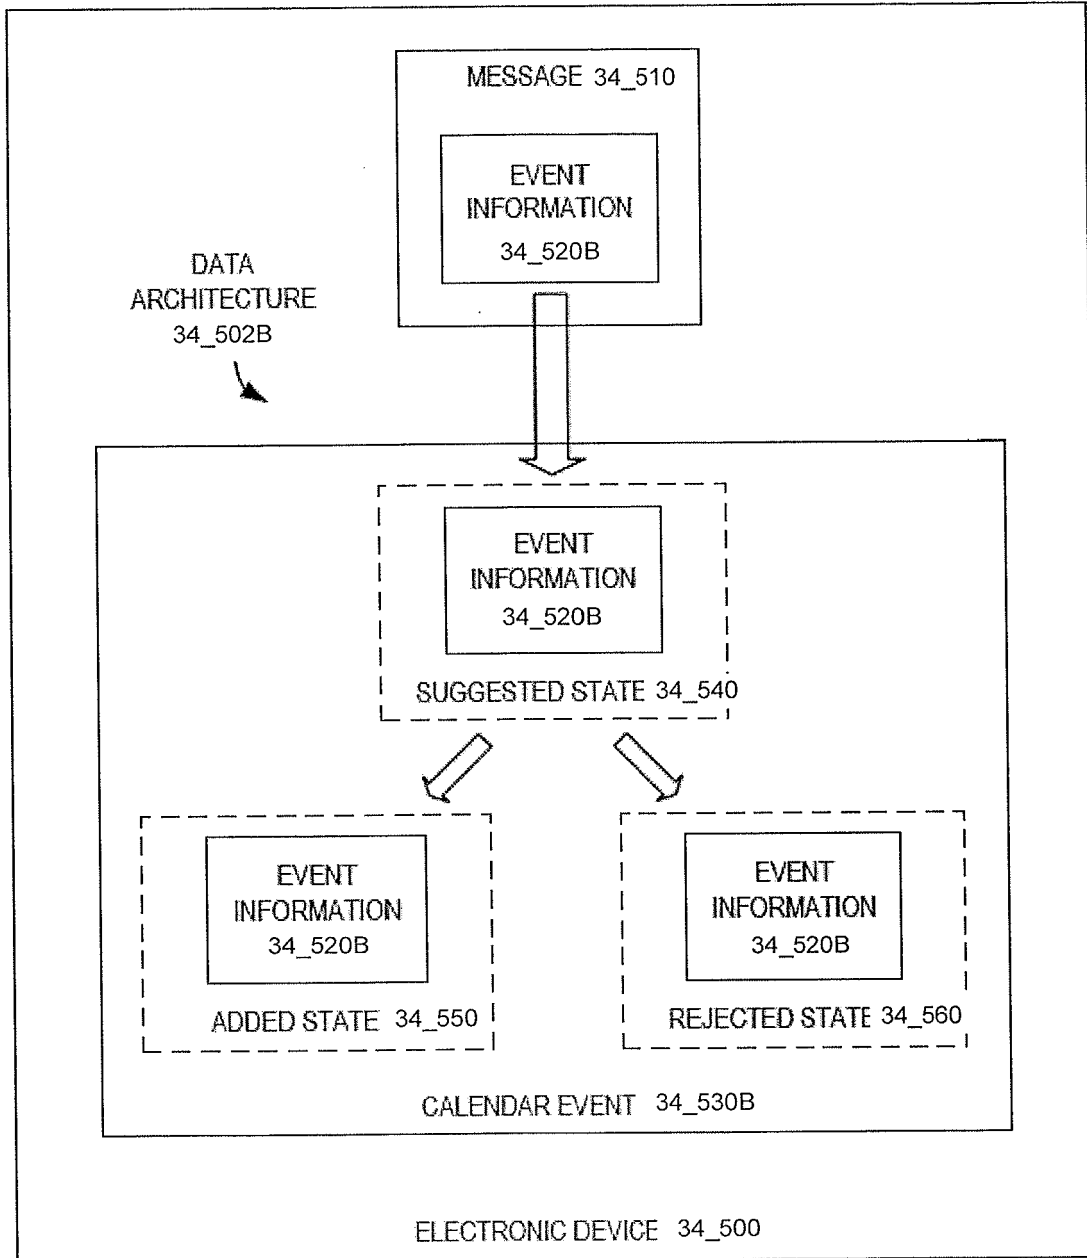 MESSAGE 34_510
EVENT
INFORMATION
34_520B
DATA
ARCHITECTURE
34_502B
EVENT
INFORMATION
34_520B
SUGGESTED STATE 34_540
EVENT
INFORMATION
34_520B
ADDED STATE 34_550
EVENT
INFORMATION
34_520B
REJECTED STATE 34_560
CALENDAR EVENT 34_530B
ELECTRONIC DEVICE 34_500